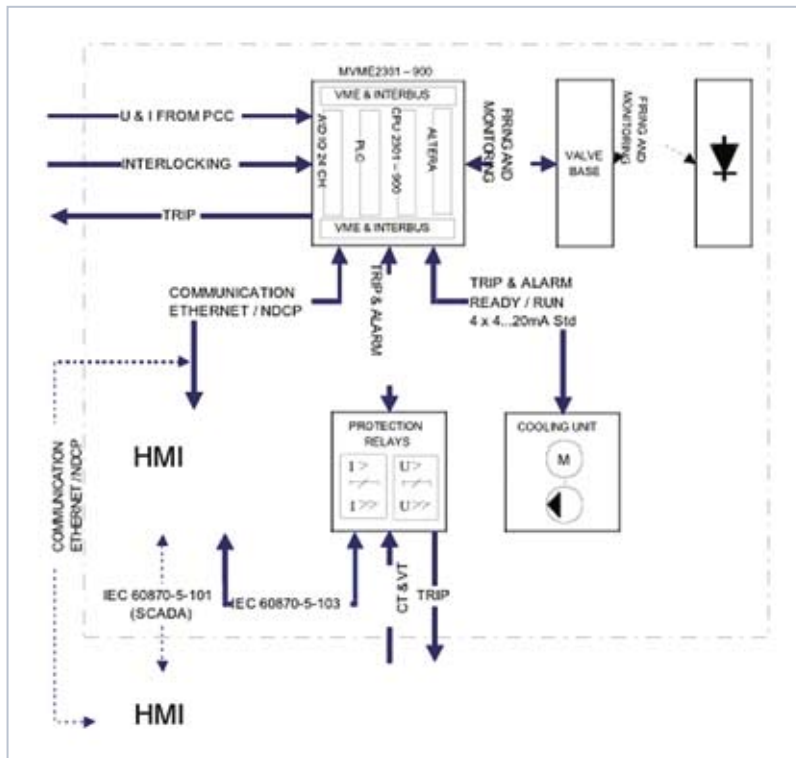 MVME2301 – 900
VME & INTERBUS
A\D IO 24 CH
PLC
CPU 2301 – 900
ALTERA
VME & INTERBUS
U & I FROM PCC
INTERLOCKING
TRIP
FIRING AND
MONITORING
VALVE
BASE
FIRING AND
MONITORING
COMMUNICATION
ETHERNET / NDCP
TRIP & ALARM
TRIP & ALARM
READY / RUN
4 x 4...20mA Std
COMMUNICATION
ETHERNET /NDCP
HMI
PROTECTION
RELAYS
I >
I >>
U >
U >>
COOLING UNIT
M
IEC 60870-5-101
(SCADA)
IEC 60870-5-103
CT & VT
TRIP
HMI